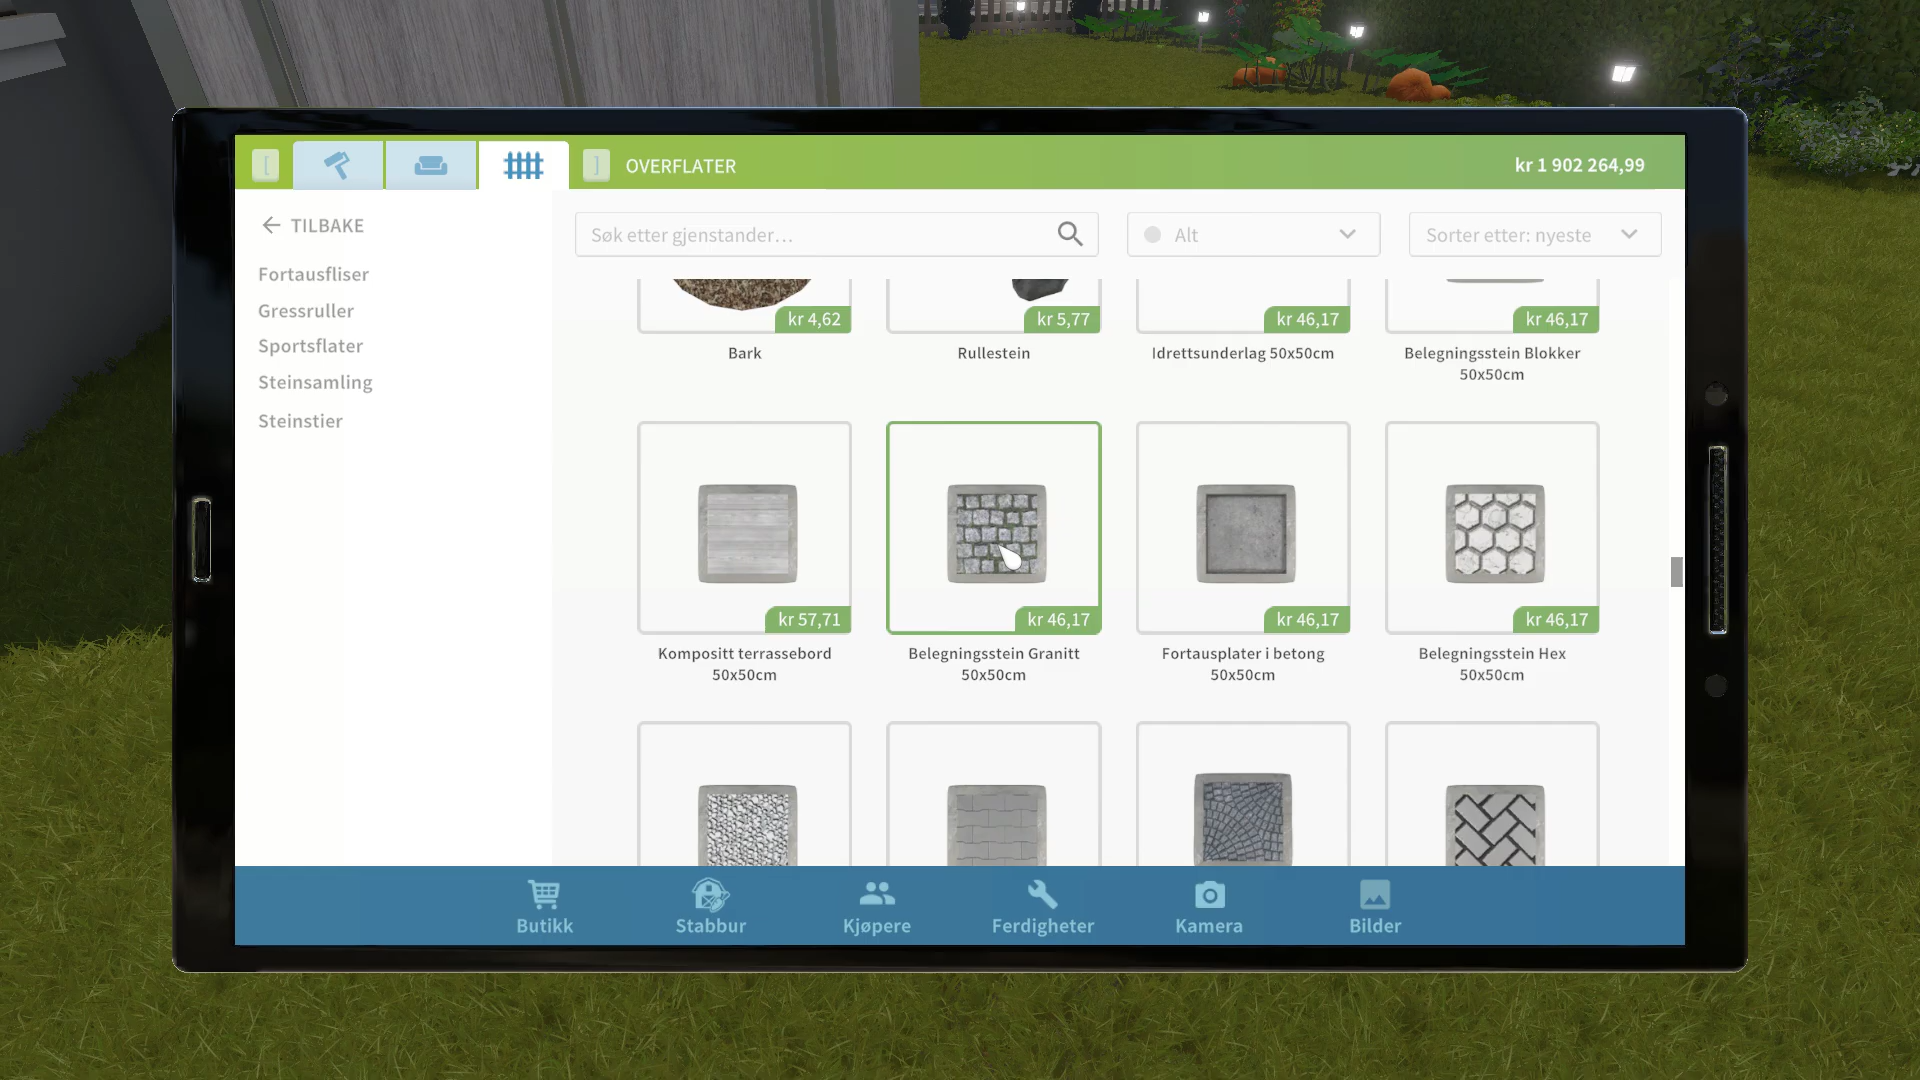 [
]
OVERFLATER
kr 1 902 264,99
TILBAKE
Fortausfliser
Gressruller
Sportsflater
Steinsamling
Steinstier
Søk etter gjenstander...
Alt
Sorter etter: nyeste
kr 4,62
kr 5,77
kr 46,17
kr 46,17
Bark
Rullestein
Idrettsunderlag 50x50cm
Belegningsstein Blokker
50x50cm
kr 57,71
kr 46,17
kr 46,17
kr 46,17
Kompositt terrassebord
50x50cm
Belegningsstein Granitt
50x50cm
Fortausplater i betong
50x50cm
Belegningsstein Hex
50x50cm
Butikk
Stabbur
Kjøpere
Ferdigheter
Kamera
Bilder